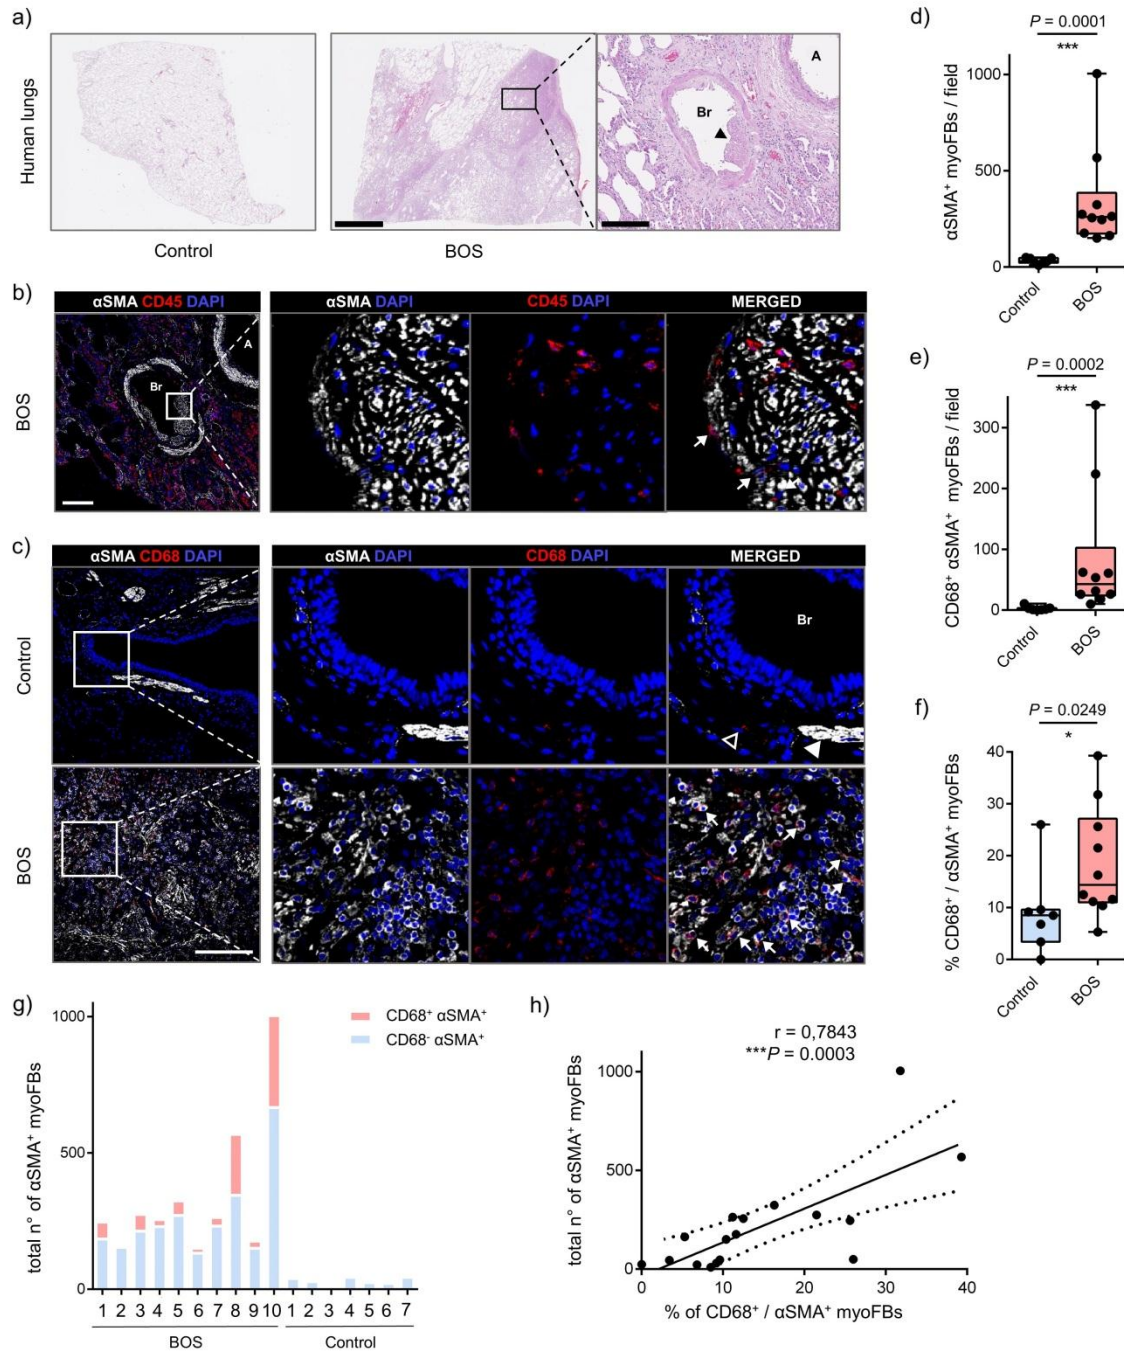 a)
Human lungs
Br
A
Control
BOS
b)
αSMA CD45 DAPI
αSMA DAPI
CD45 DAPI
MERGED
BOS
A
Br
c)
αSMA CD68 DAPI
αSMA DAPI
CD68 DAPI
MERGED
Control
Br
BOS
d)
P = 0.0001
***
αSMA⁺ myoFBs / field
1000
500
0
Control
BOS
e)
P = 0.0002
***
CD68⁺ αSMA⁺ myoFBs / field
300
200
100
0
Control
BOS
f)
P = 0.0249
*
% CD68⁺ / αSMA⁺ myoFBs
40
30
20
10
0
Control
BOS
g)
total n° of αSMA⁺ myoFBs
1000
500
0
CD68⁺ αSMA⁺
CD68⁻ αSMA⁺
1 2 3 4 5 6 7 8 9 10 1 2 3 4 5 6 7
BOS Control
h)
r = 0,7843
***P = 0.0003
total n° of αSMA⁺ myoFBs
1000
500
0
0 10 20 30 40
% of CD68⁺ / αSMA⁺ myoFBs